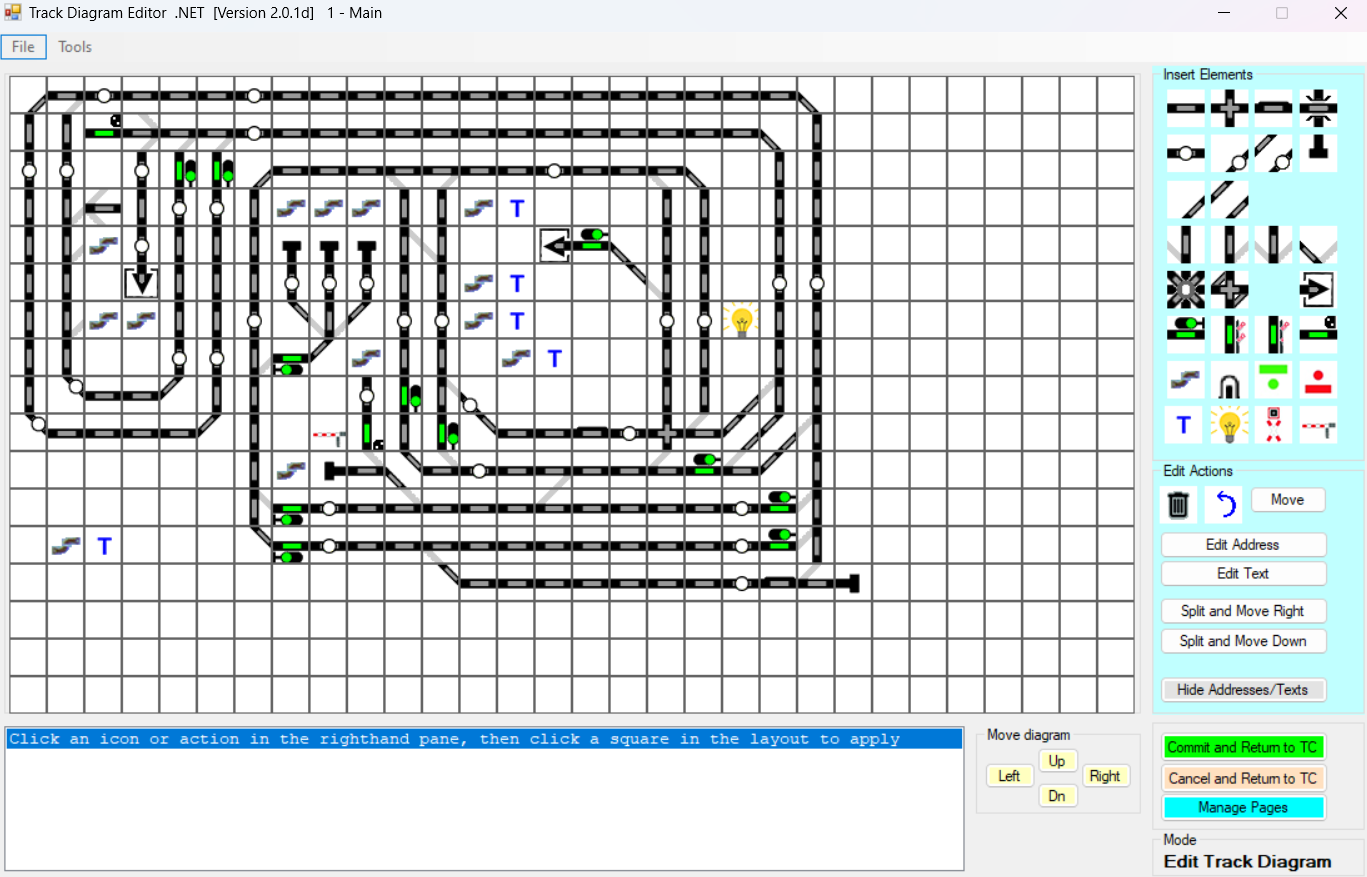 Track Diagram Editor .NET [Version 2.0.1d] 1 - Main
File Tools
Insert Elements
T
T
T
T
T
T
Edit Actions
Move
Edit Address
Edit Text
Split and Move Right
Split and Move Down
Hide Addresses/Texts
Click an icon or action in the righthand pane, then click a square in the layout to apply
Move diagram
Up
Left
Right
Dn
Commit and Return to TC
Cancel and Return to TC
Manage Pages
Mode
Edit Track Diagram